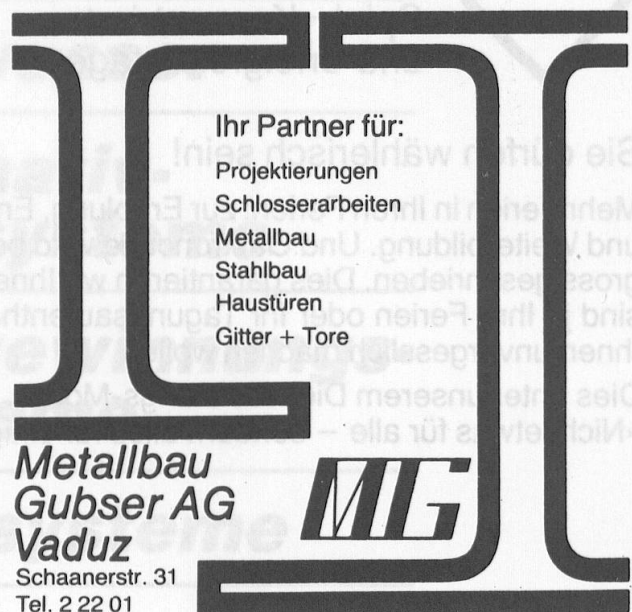 Ihr Partner für:
Projektierungen
Schlosserarbeiten
Metallbau
Stahlbau
Haustüren
Gitter + Tore
Metallbau
Gubser AG
Vaduz
MG
Schaanerstr. 31
Tel. 2 22 01